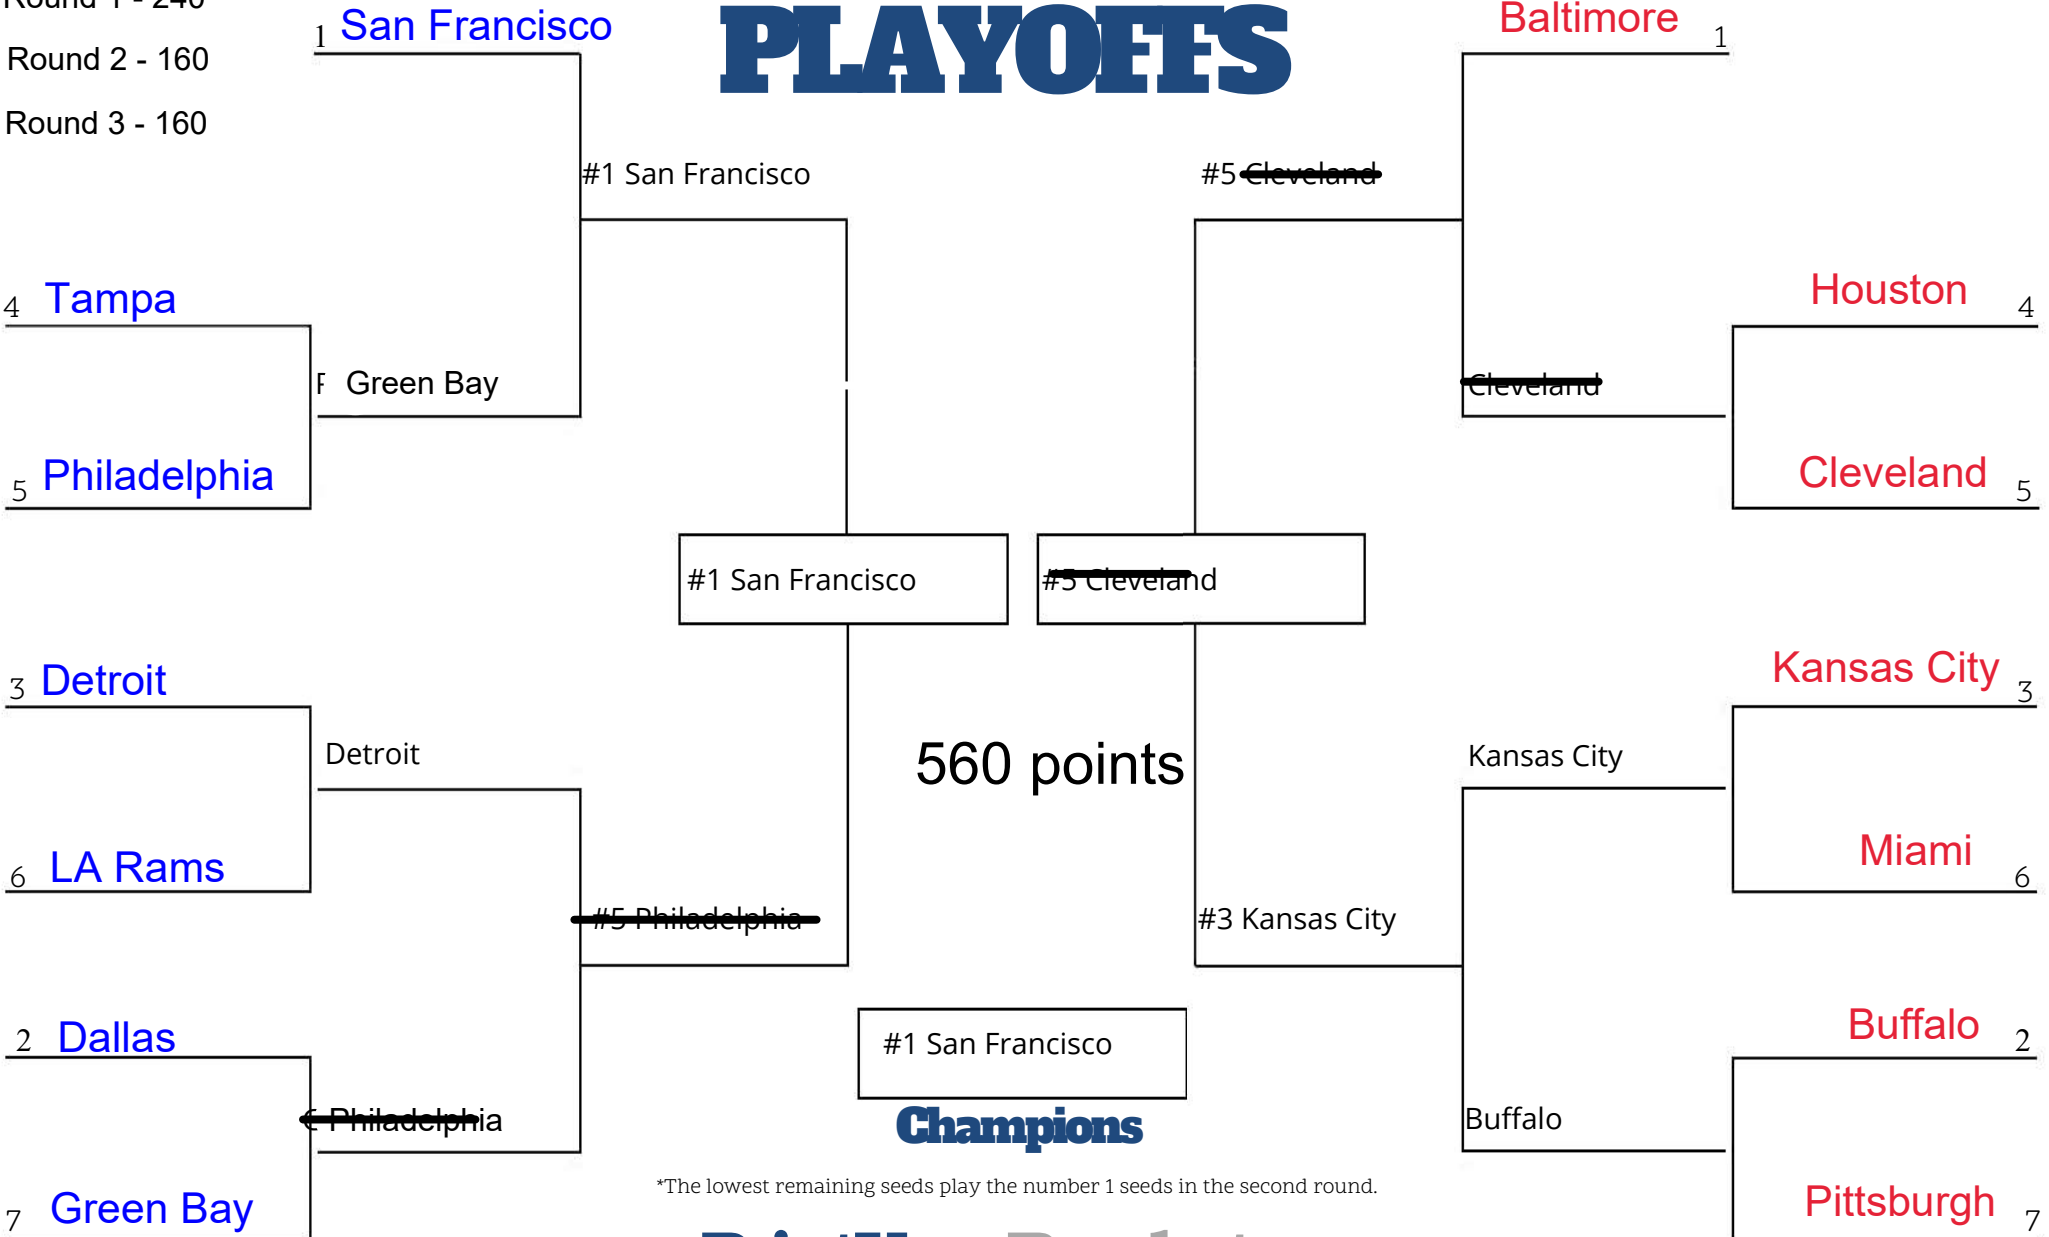 Round 1 - 240
Round 2 - 160
Round 3 - 160
PLAYOFFS
1 San Francisco
Baltimore 1
#1 San Francisco
#5 Cleveland
4 Tampa
Houston 4
Green Bay
Cleveland
5 Philadelphia
Cleveland 5
#1 San Francisco
#5 Cleveland
3 Detroit
Kansas City 3
Detroit
560 points
Kansas City
6 LA Rams
Miami 6
#5 Philadelphia
#3 Kansas City
2 Dallas
Buffalo 2
#1 San Francisco
Philadelphia
Champions
Buffalo
*The lowest remaining seeds play the number 1 seeds in the second round.
7 Green Bay
Pittsburgh 7